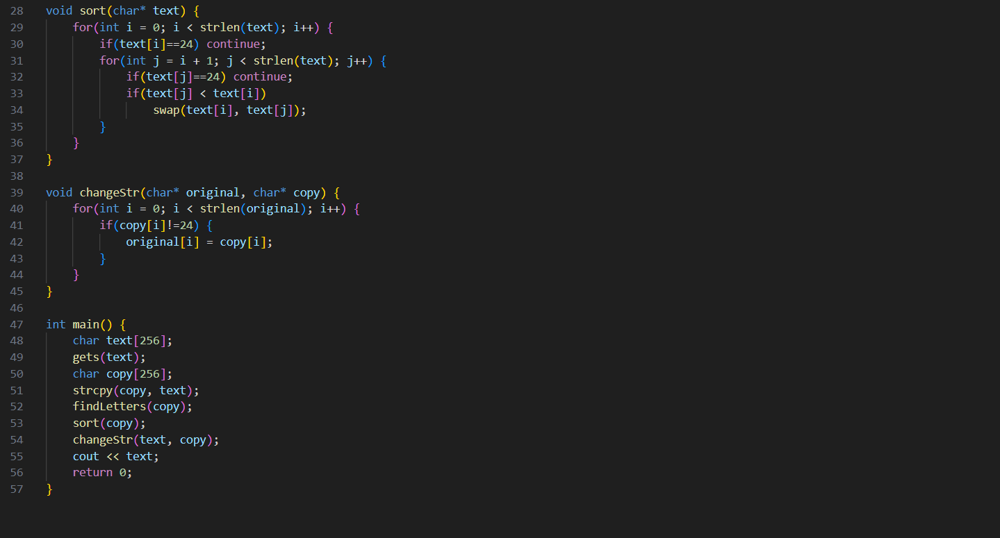 28 void sort(char* text) {
29     for(int i = 0; i < strlen(text); i++) {
30         if(text[i]==24) continue;
31         for(int j = i + 1; j < strlen(text); j++) {
32             if(text[j]==24) continue;
33             if(text[j] < text[i])
34                 swap(text[i], text[j]);
35         }
36     }
37 }
38
39 void changeStr(char* original, char* copy) {
40     for(int i = 0; i < strlen(original); i++) {
41         if(copy[i]!=24) {
42             original[i] = copy[i];
43         }
44     }
45 }
46
47 int main() {
48     char text[256];
49     gets(text);
50     char copy[256];
51     strcpy(copy, text);
52     findLetters(copy);
53     sort(copy);
54     changeStr(text, copy);
55     cout << text;
56     return 0;
57 }